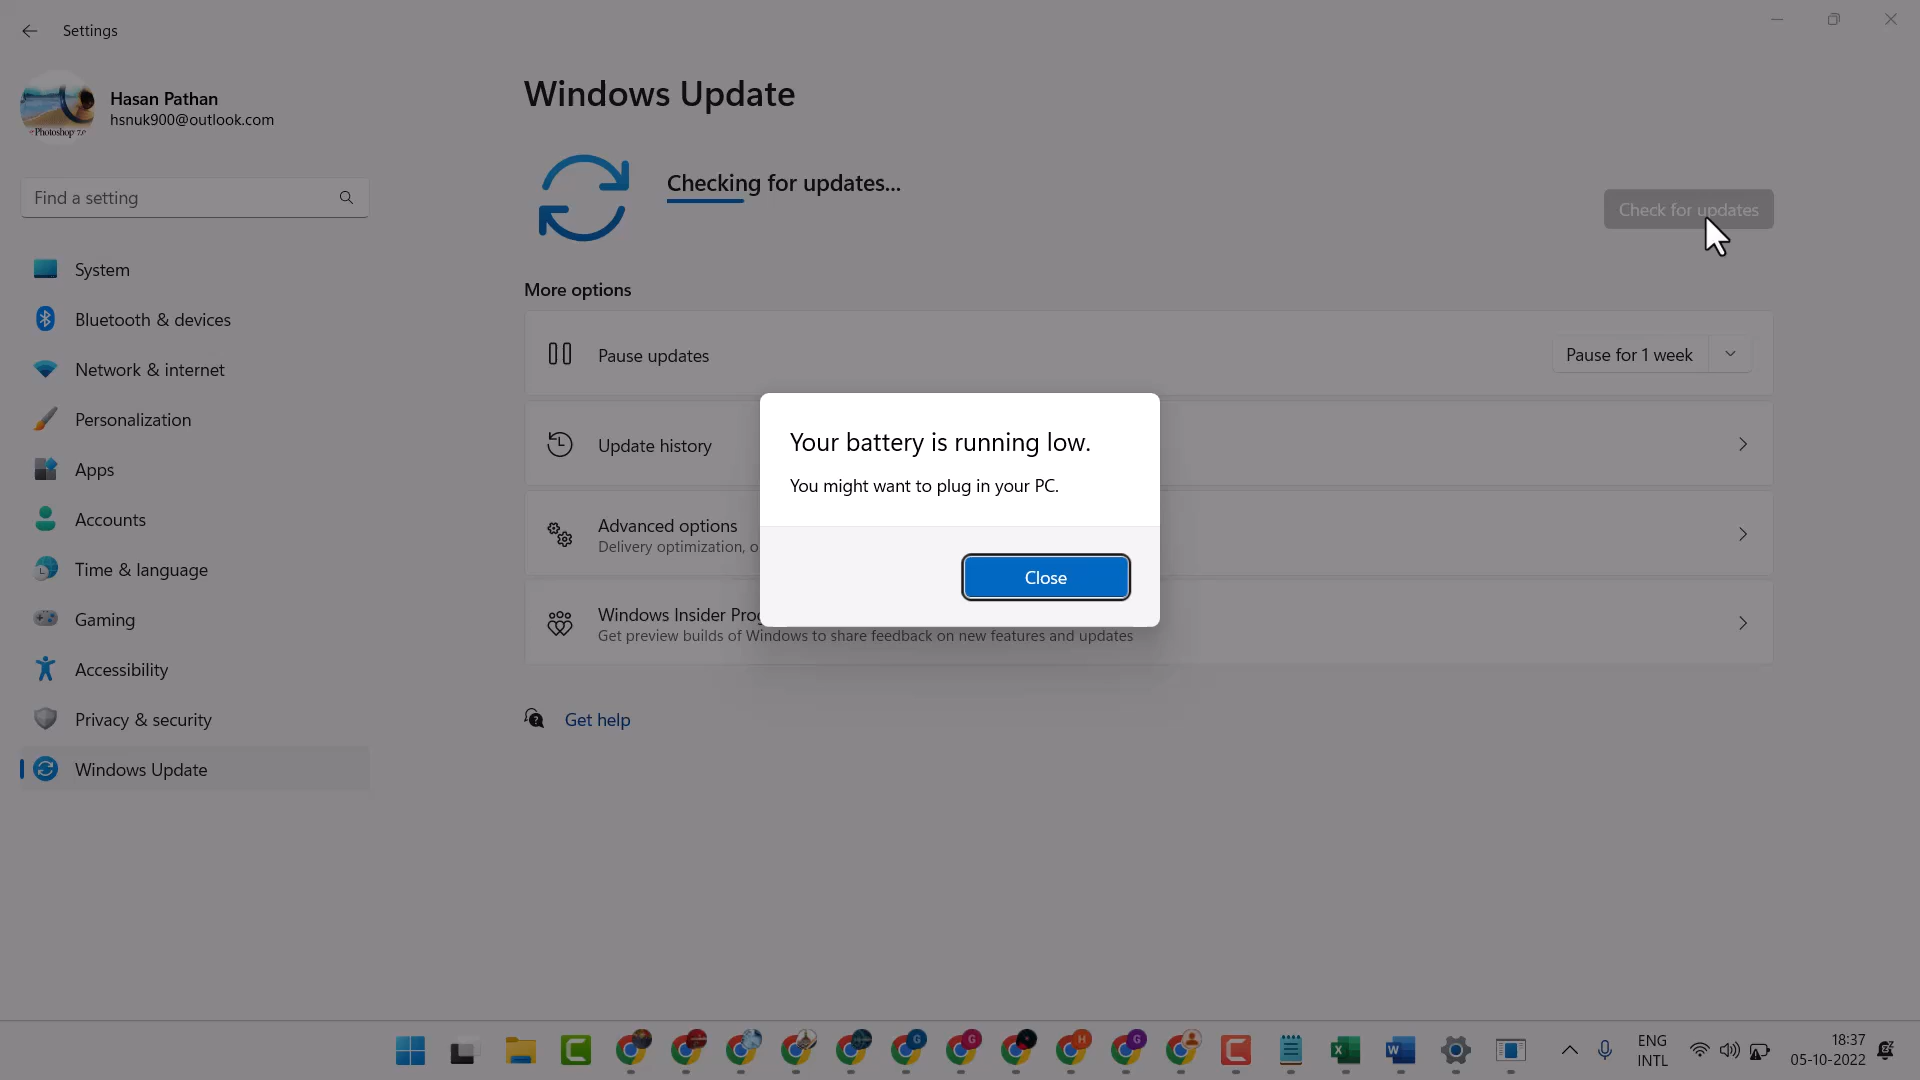 Settings
Hasan Pathan
hsnuk900@outlook.com
Photoshop 7.0
Find a setting
System
Bluetooth & devices
Network & internet
Personalization
Apps
Accounts
Time & language
Gaming
Accessibility
Privacy & security
Windows Update
Windows Update
Checking for updates...
Check for updates
More options
Pause updates
Pause for 1 week
Update history
Advanced options
Delivery optimization,
Windows Insider
Get preview builds of Windows to share feedback on new features and updates
Get help
Your battery is running low.
You might want to plug in your PC.
Close
G
G
H
G
ENG
INTL
18:37
05-10-2022